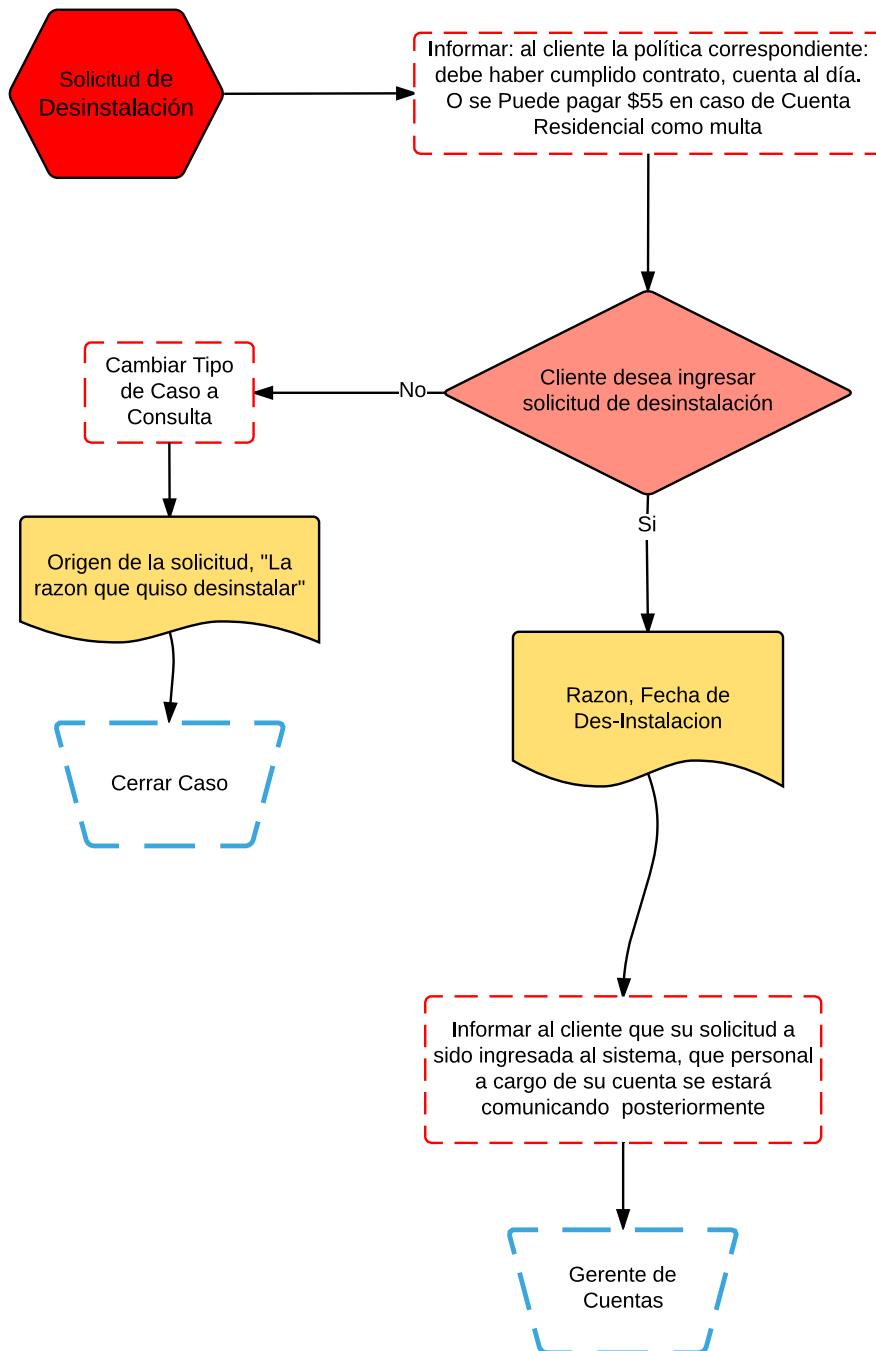 Solicitud de
Desinstalación
Informar: al cliente la política correspondiente:
debe haber cumplido contrato, cuenta al día.
O se Puede pagar $55 en caso de Cuenta
Residencial como multa
Cliente desea ingresar
solicitud de desinstalación
No
Cambiar Tipo
de Caso a
Consulta
Origen de la solicitud, "La
razon que quiso desinstalar"
Cerrar Caso
Si
Razon, Fecha de
Des-Instalacion
Informar al cliente que su solicitud a
sido ingresada al sistema, que personal
a cargo de su cuenta se estará
comunicando  posteriormente
Gerente de
Cuentas